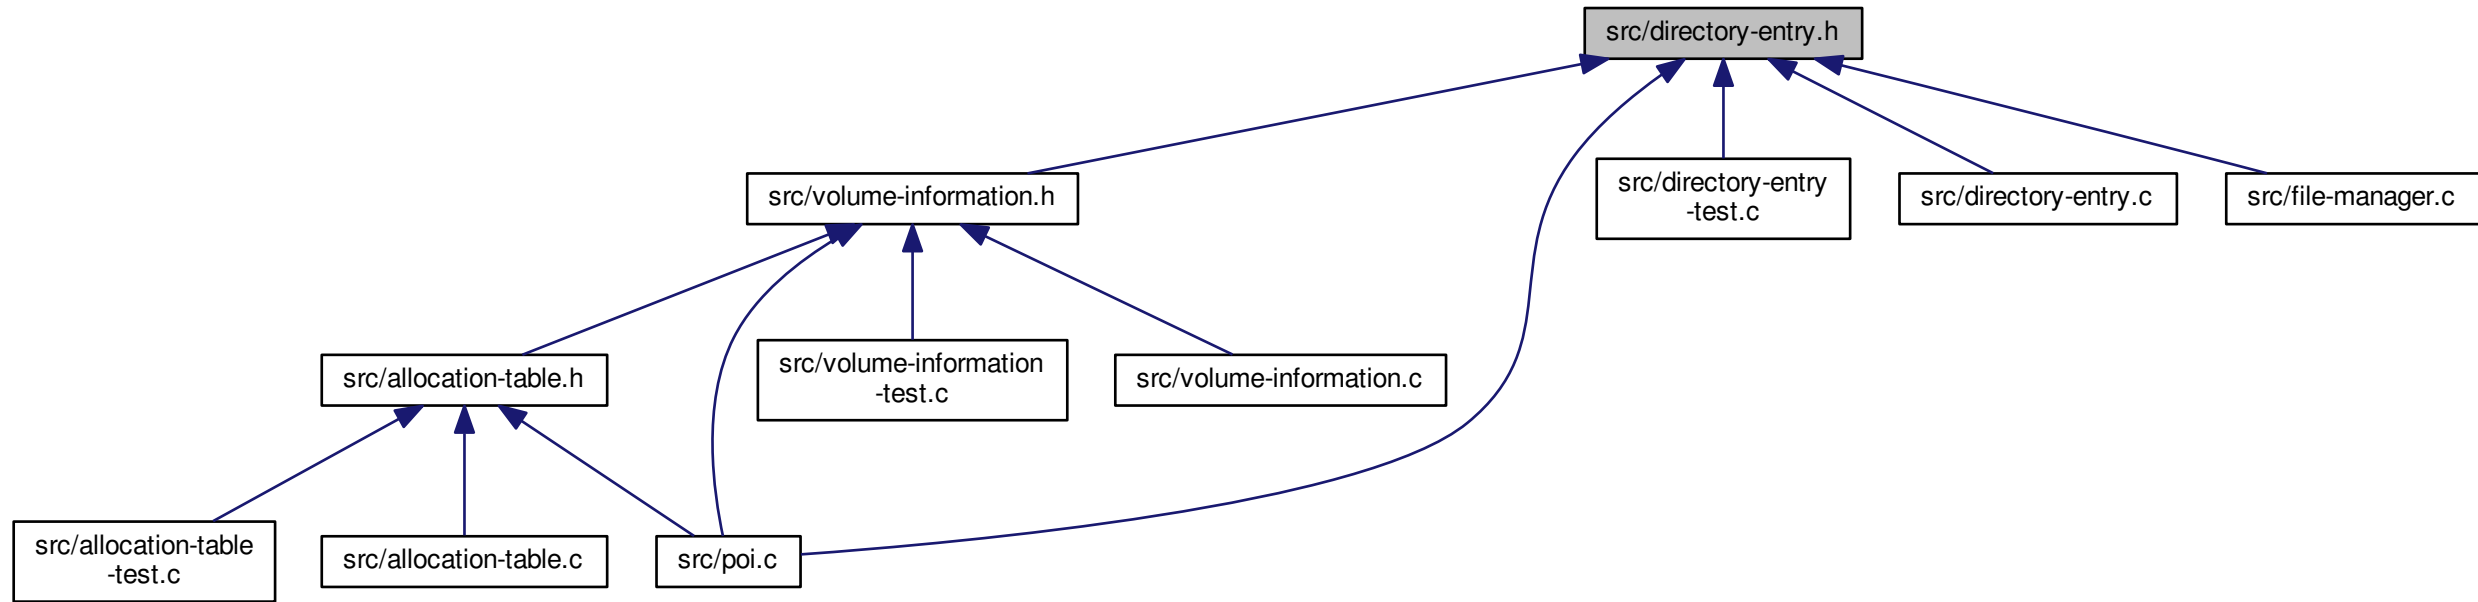 src/directory-entry.h
src/volume-information.h
src/directory-entry
-test.c
src/directory-entry.c
src/file-manager.c
src/allocation-table.h
src/volume-information
-test.c
src/volume-information.c
src/allocation-table
-test.c
src/allocation-table.c
src/poi.c